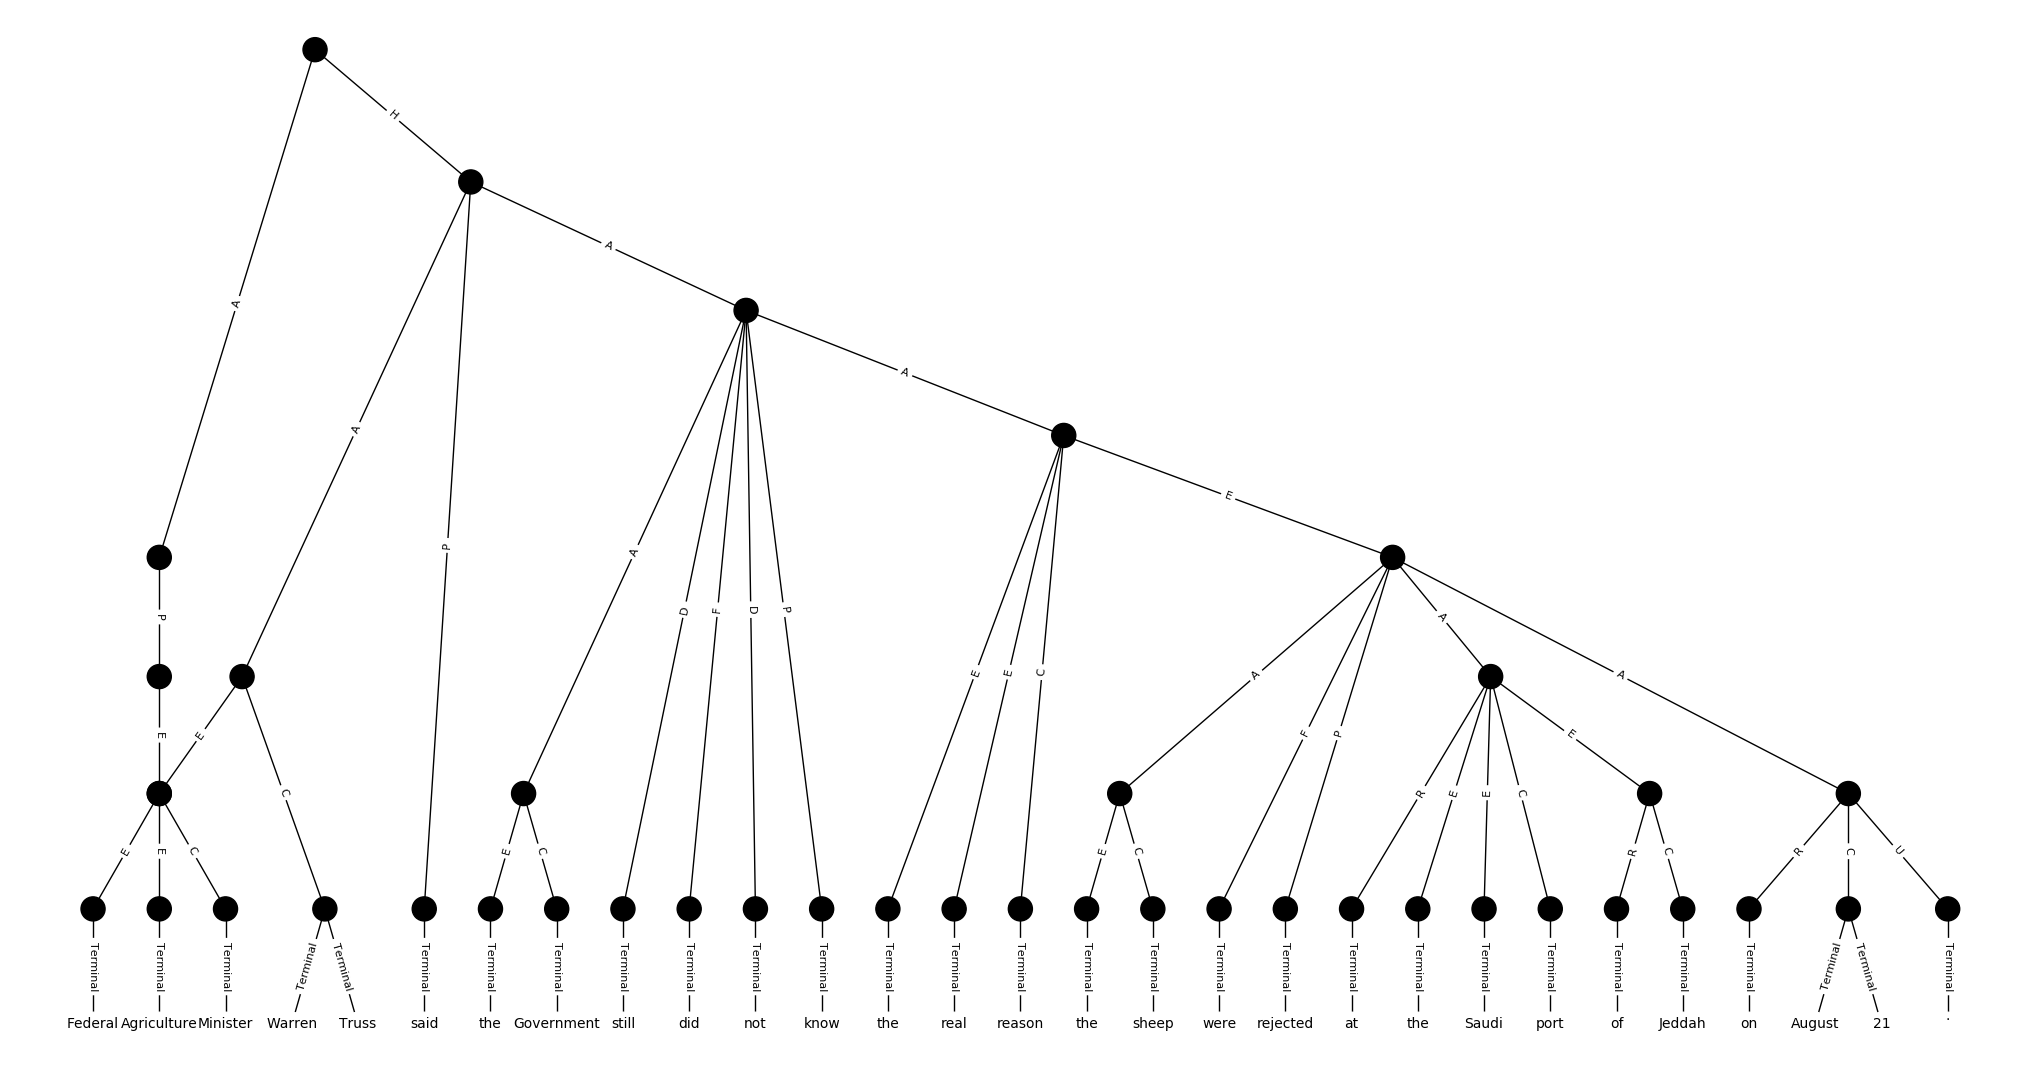 H
A
A
A
A
P
A
E
A
P
D
F
D
P
P
E
E
C
A
F
P
A
A
E
E
C
R
E
E
C
E
E
E
C
E
C
E
C
R
C
R
C
U
Terminal Terminal Terminal Terminal Terminal Terminal Terminal Terminal Terminal Terminal Terminal Terminal Terminal Terminal Terminal Terminal Terminal Terminal Terminal Terminal Terminal Terminal Terminal Terminal Terminal Terminal Terminal Terminal Terminal
Federal Agriculture Minister Warren Truss said the Government still did not know the real reason the sheep were rejected at the Saudi port of Jeddah on August 21 .